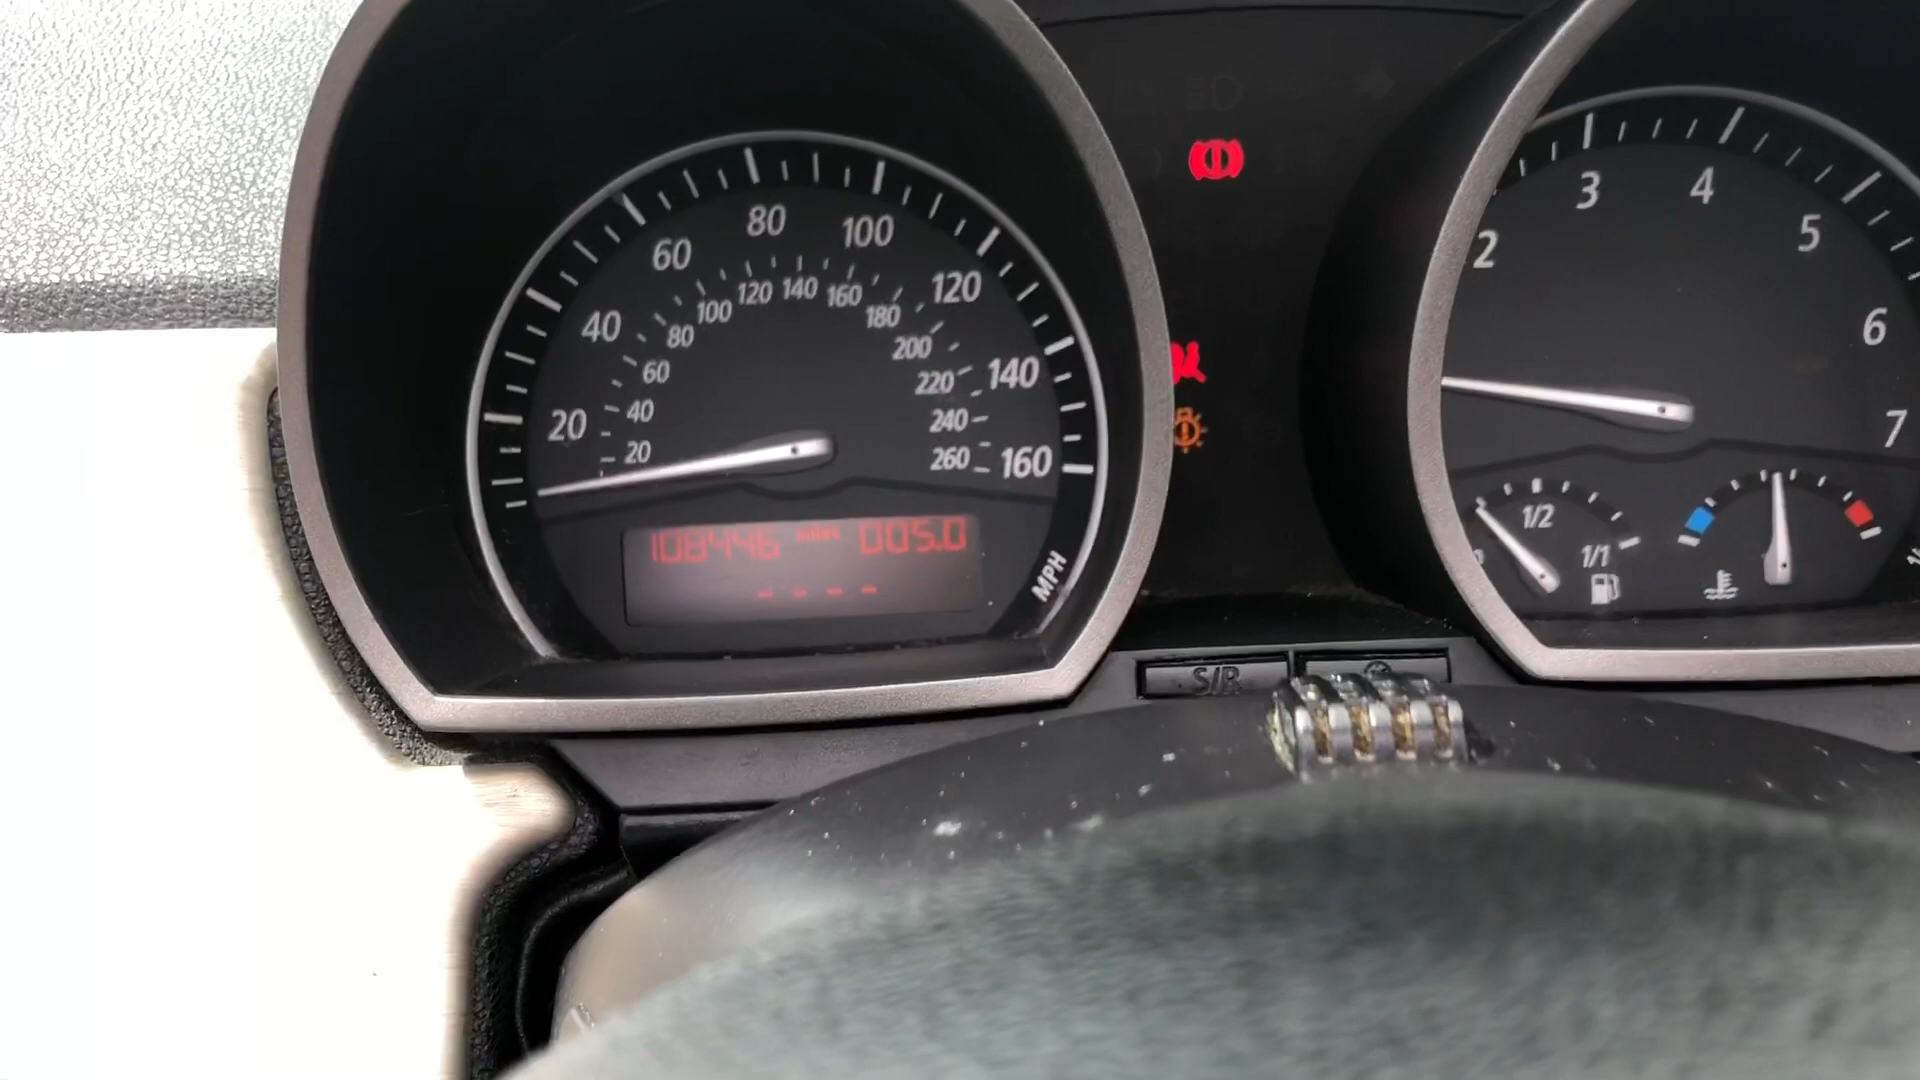 20 40 60 80 100 120 140 160
20 40 60 80 100 120 140 160 180 200 220 240 260
108446 miles 005.0
- - - -
MPH
S/R
2 3 4 5 6 7
1/2 1/1